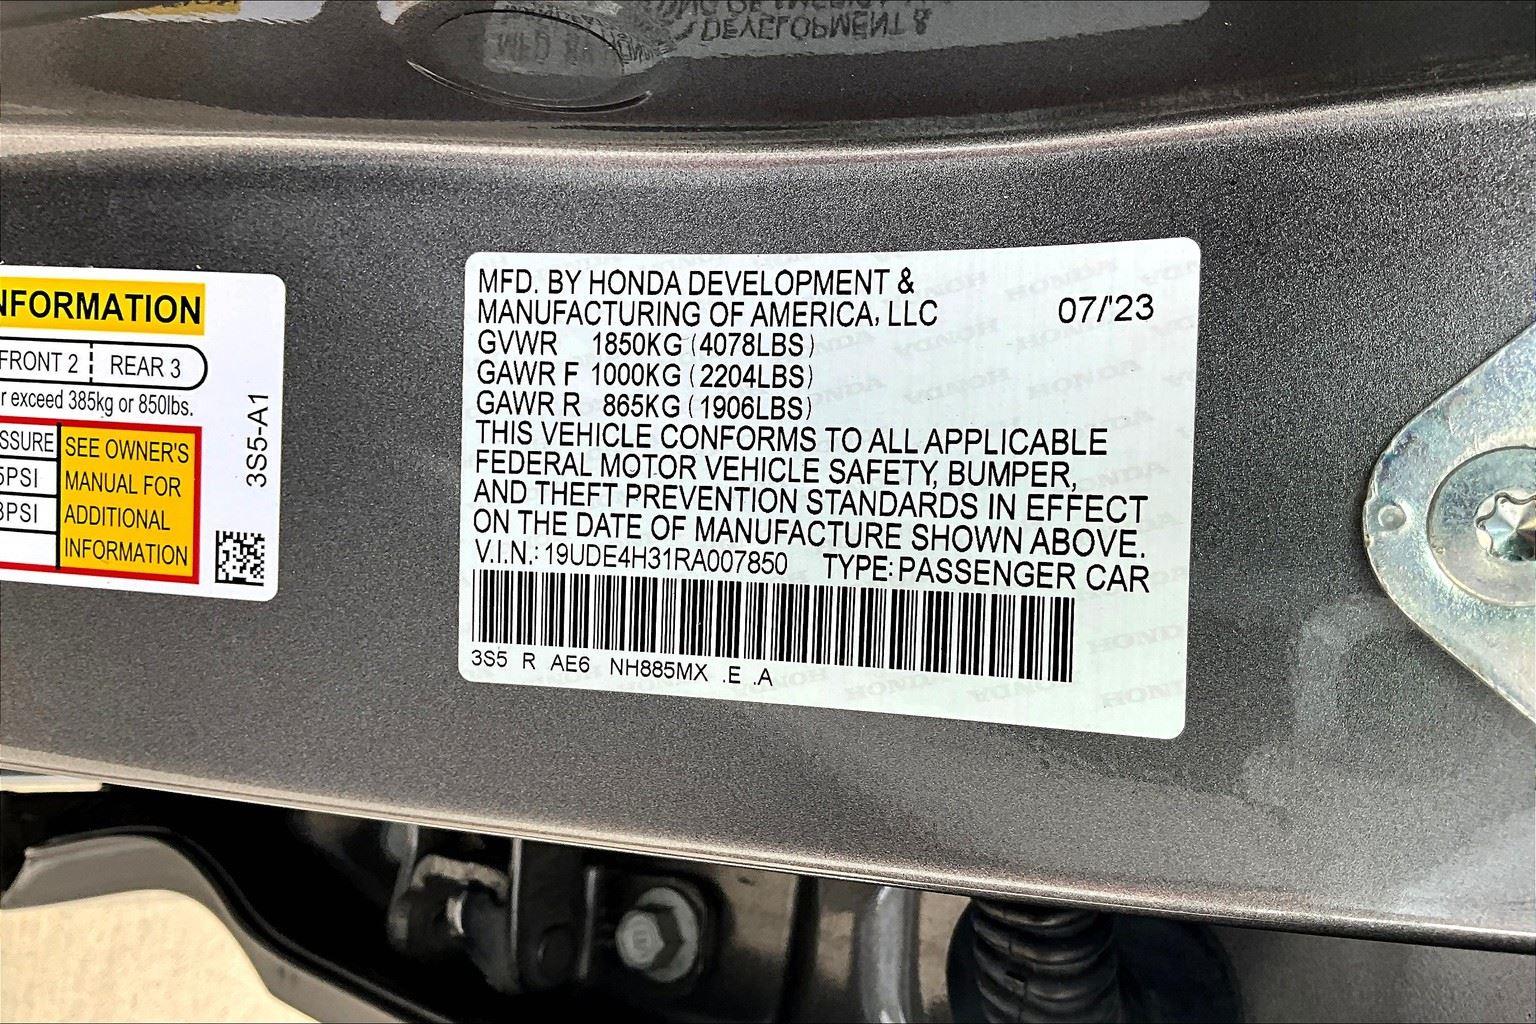 NFORMATION
FRONT 2 REAR 3
r exceed 385kg or 850lbs.
SSURE
5PSI
3PSI
SEE OWNER'S
MANUAL FOR
ADDITIONAL
INFORMATION
3S5-A1
MFD. BY HONDA DEVELOPMENT &
MANUFACTURING OF AMERICA, LLC 07/'23
GVWR 1850KG (4078LBS)
GAWR F 1000KG (2204LBS)
GAWR R 865KG (1906LBS)
THIS VEHICLE CONFORMS TO ALL APPLICABLE
FEDERAL MOTOR VEHICLE SAFETY, BUMPER,
AND THEFT PREVENTION STANDARDS IN EFFECT
ON THE DATE OF MANUFACTURE SHOWN ABOVE.
V.I.N.: 19UDE4H31RA007850 TYPE: PASSENGER CAR
3S5 R AE6 NH885MX .E .A